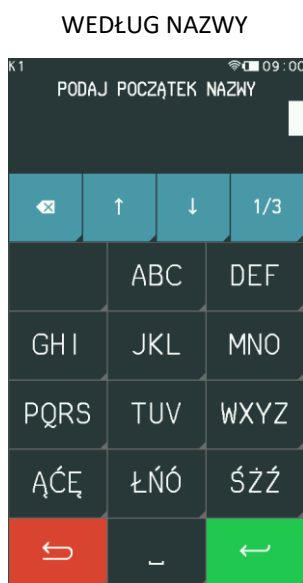 WEDŁUG NAZWY
K1 09:00
PODAJ POCZĄTEK NAZWY
↑ ↓ 1/3
ABC DEF
GHI JKL MNO
PQRS TUV WXYZ
ĄĆĘ ŁŃÓ ŚŻŹ